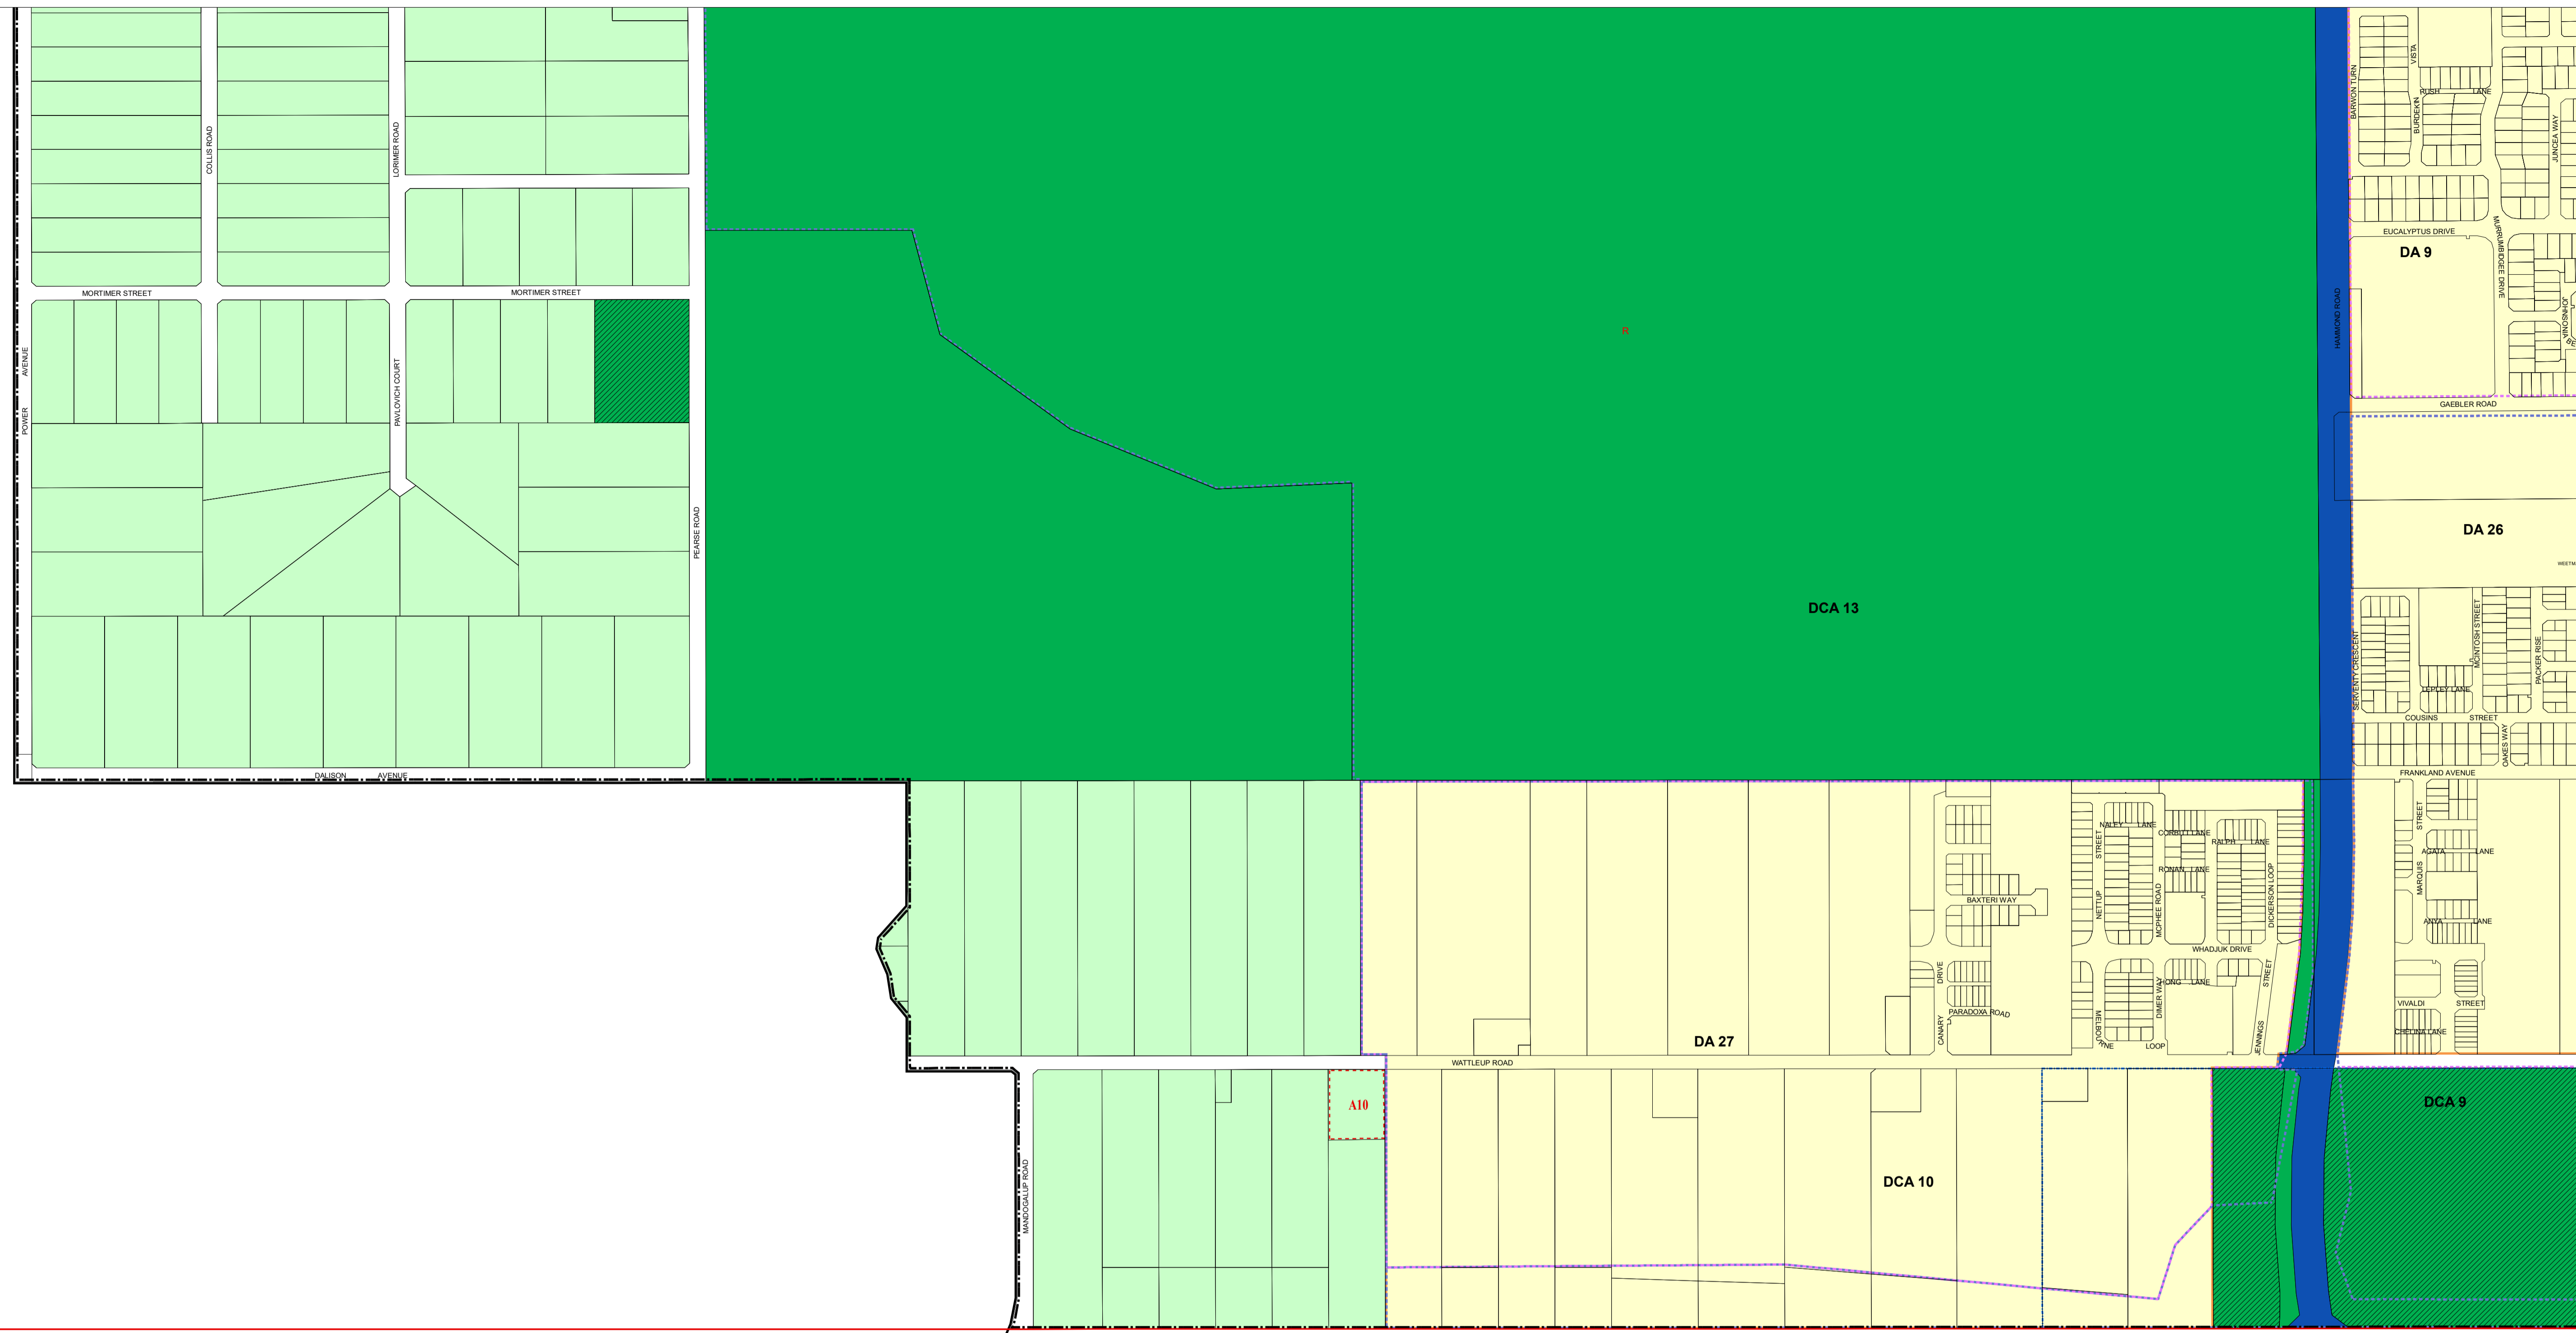 COLLIS ROAD
LORIMER ROAD
BARWON TURN
VISTA
BURDEKIN
RUSH LANE
JUNCEA WAY
MURRUMBIDGEE DRIVE
EUCALYPTUS DRIVE
DA 9
MORTIMER STREET
MORTIMER STREET
HAMMOND ROAD
R
POWER AVENUE
PAVLOVICH COURT
GAEBLER ROAD
PEARSE ROAD
DA 26
DCA 13
SERVENTY CRESCENT
MCINTOSH STREET
PACKER RISE
LEPLEY LANE
COUSINS STREET
OAKES WAY
DALISON AVENUE
FRANKLAND AVENUE
NALEY LANE
CORBITT LANE
RALPH LANE
NETTUP STREET
RONAN LANE
MCPHEE ROAD
DICKERSON LOOP
MARQUIS STREET
AGATA LANE
ANYA LANE
BAXTERI WAY
WHADJUK DRIVE
CANARY DRIVE
HONG LANE
DIMER WAY
JENNINGS STREET
PARADOXA ROAD
MELBOURNE LOOP
VIVALDI STREET
CHELINA LANE
DA 27
WATTLEUP ROAD
A10
DCA 9
DCA 10
MANDOGALUP ROAD